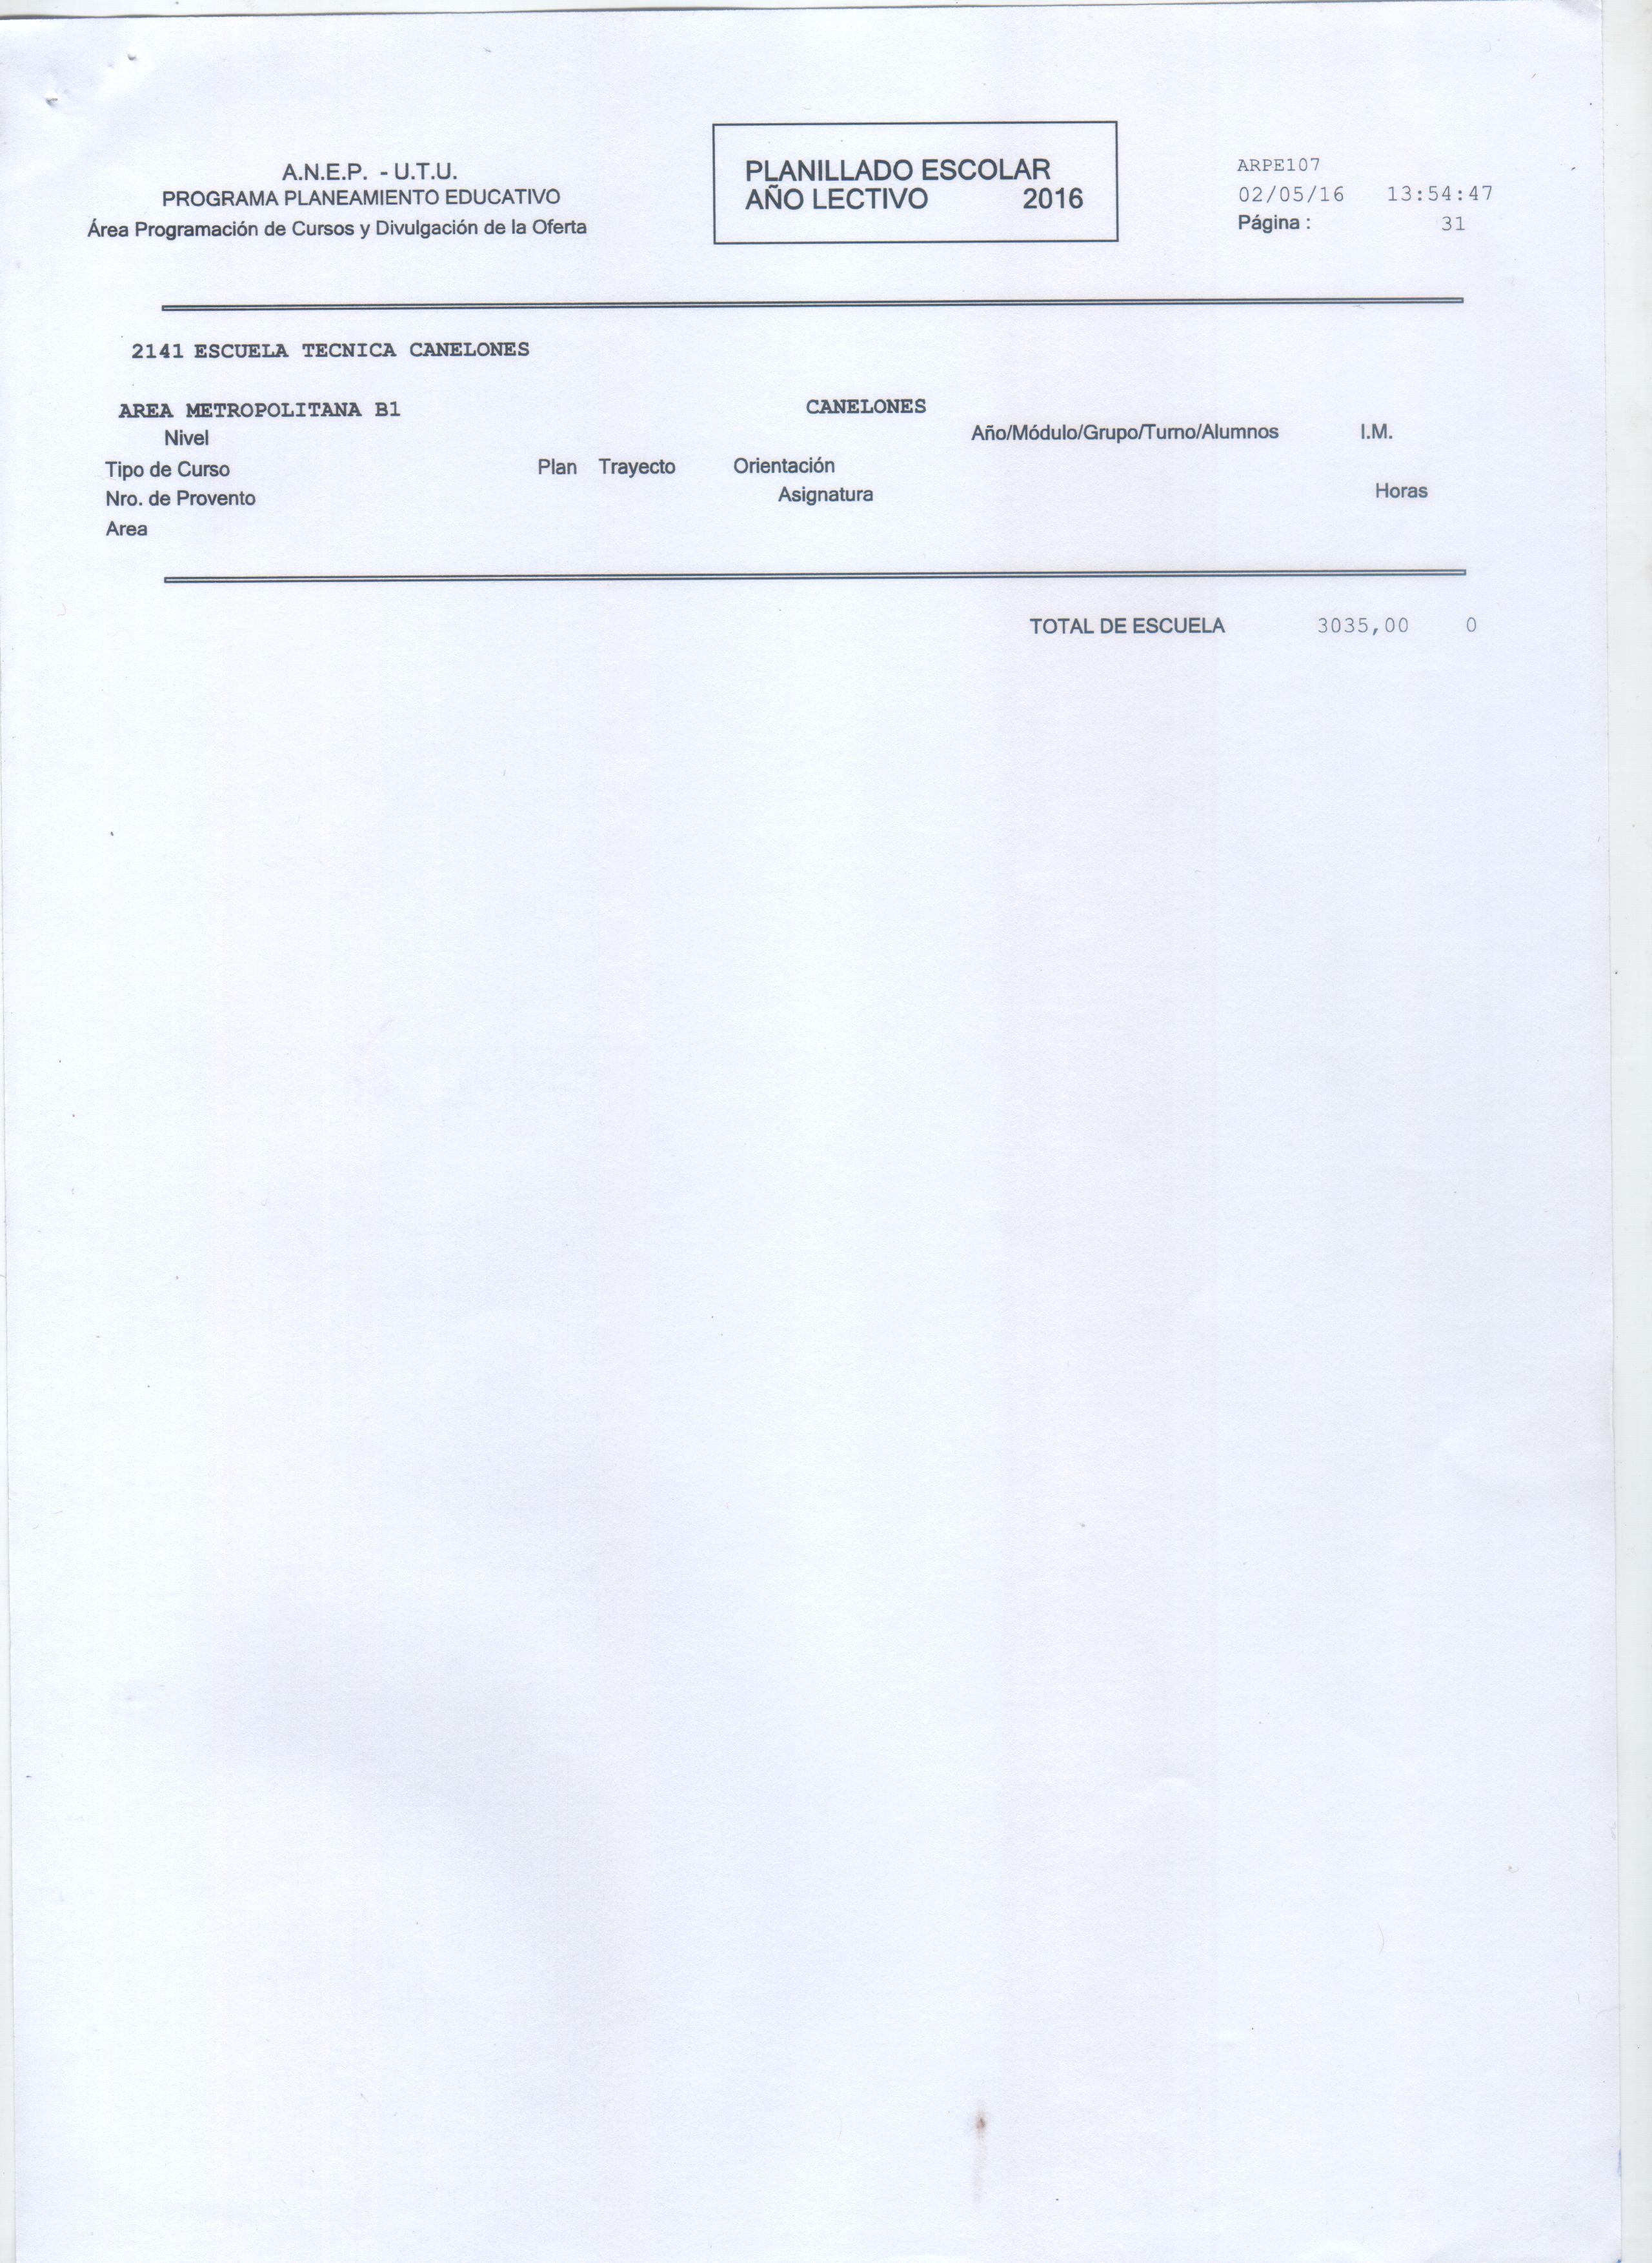 A.N.E.P. - U.T.U.
PROGRAMA PLANEAMIENTO EDUCATIVO
Área Programación de Cursos y Divulgación de la Oferta
PLANILLADO ESCOLAR
AÑO LECTIVO 2016
ARPE107
02/05/16 13:54:47
Página : 31
2141 ESCUELA TECNICA CANELONES
AREA METROPOLITANA B1 CANELONES
Nivel Año/Módulo/Grupo/Turno/Alumnos I.M.
Tipo de Curso Plan Trayecto Orientación
Nro. de Provento Asignatura Horas
Area
TOTAL DE ESCUELA 3035,00 0